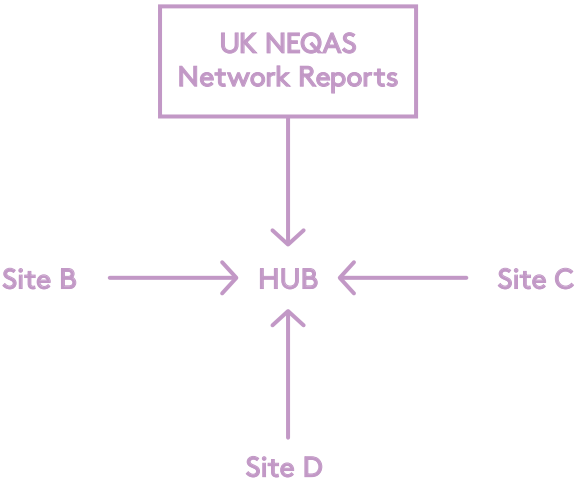 UK NEQAS
Network Reports
Site B
HUB
Site C
Site D